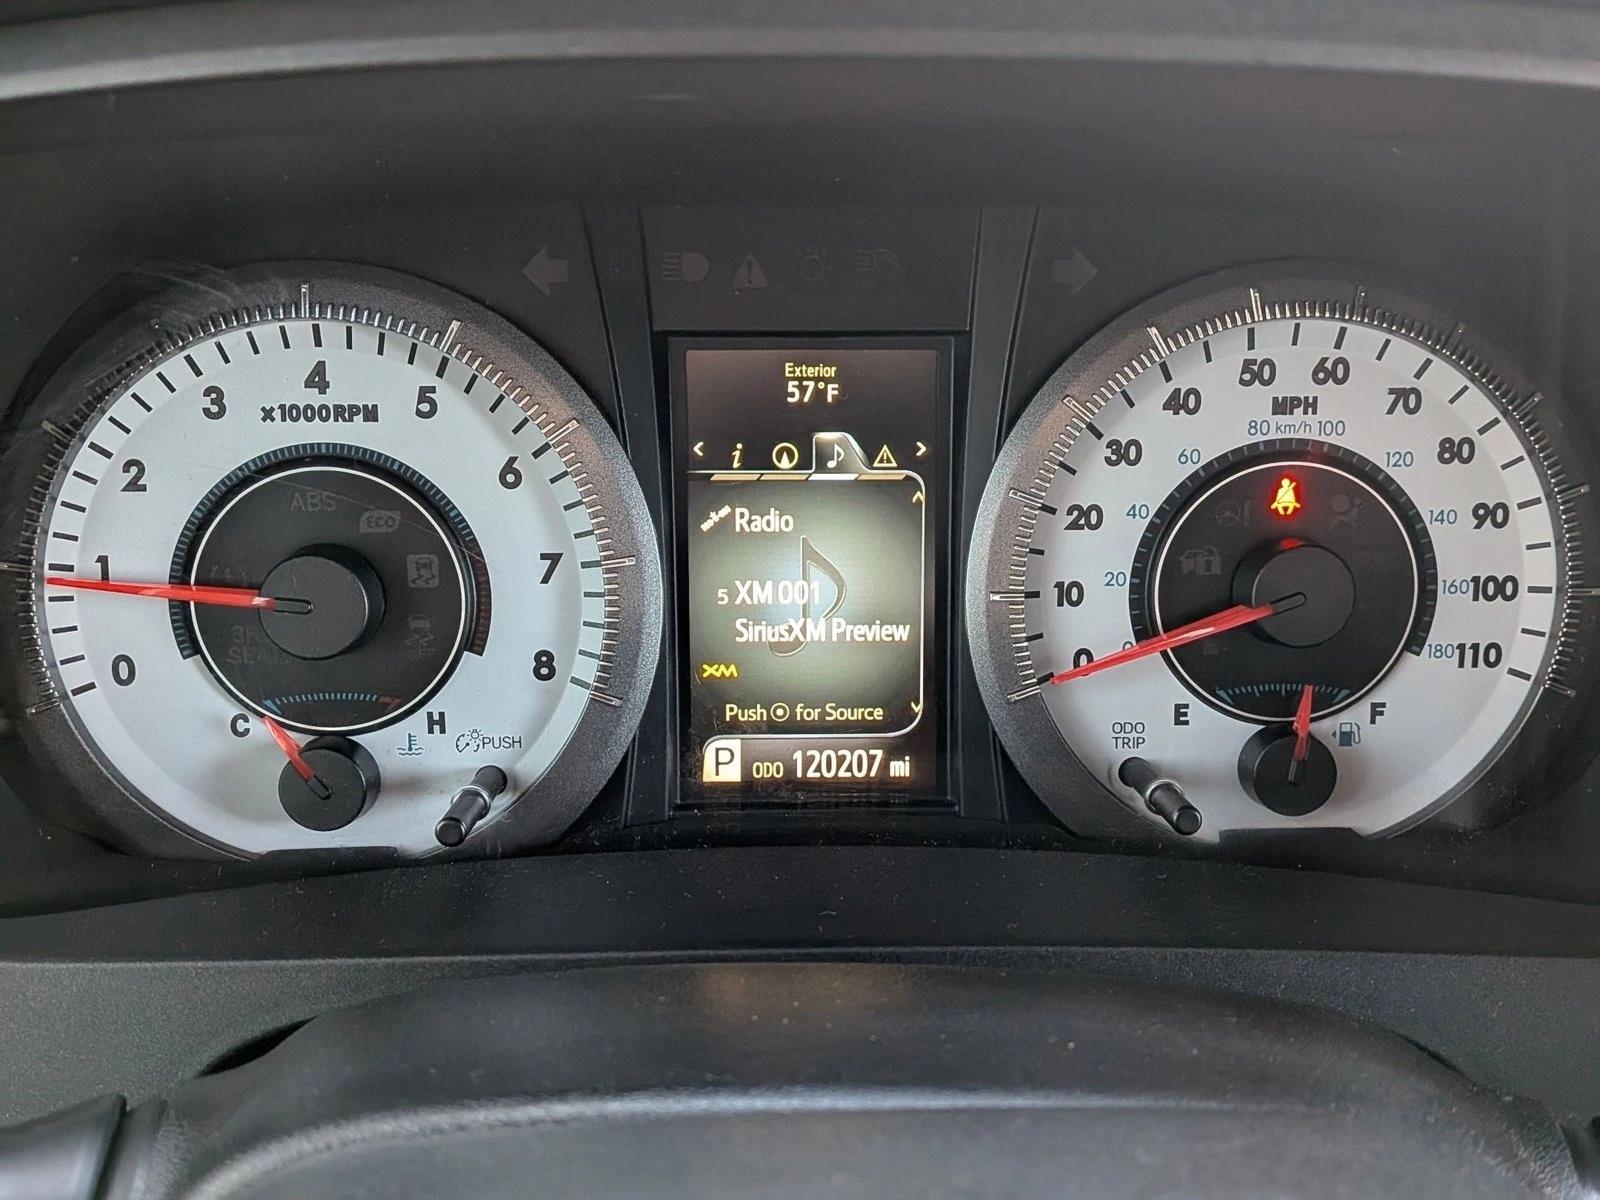 0
1
2
3
4
5
6
7
8
x1000RPM
ABS
ECO
C
H
PUSH
Exterior
57°F
< i ! >
Radio
5 XM 001
SiriusXM Preview
XM
Push for Source
P ODO 120207 mi
0
10
20
30
40
50
60
70
80
90
100
110
MPH
0
20
40
60
80 km/h 100
120
140
160
180
ODO
TRIP
E
F